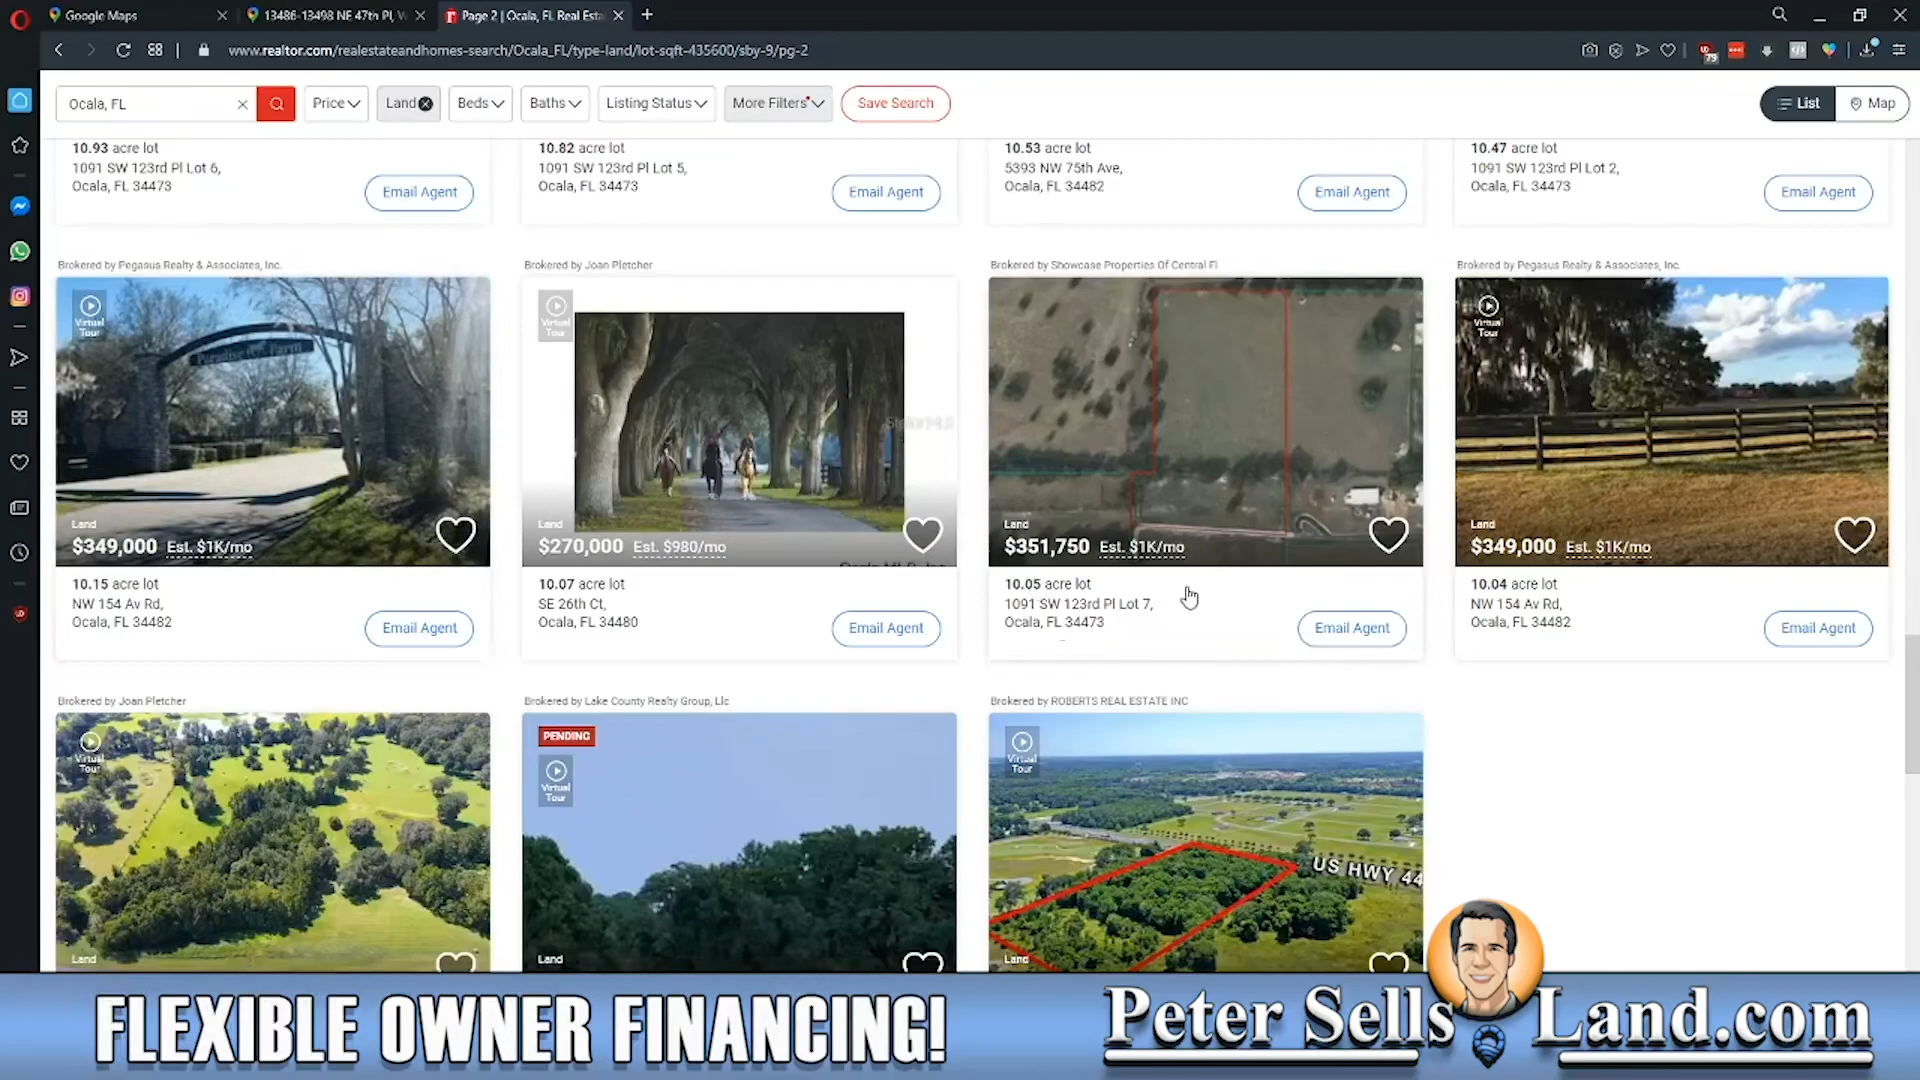 Google Maps
13486-13498 NE 47th Pl, W
Page 2 | Ocala, FL Real Esta
www.realtor.com/realestateandhomes-search/Ocala_FL/type-land/lot-sqft-435600/sby-9/pg-2
79
Ocala, FL
Price
Land
Beds
Baths
Listing Status
More Filters
Save Search
List
Map
10.93 acre lot
1091 SW 123rd Pl Lot 6,
Ocala, FL 34473
Email Agent
10.82 acre lot
1091 SW 123rd Pl Lot 5,
Ocala, FL 34473
Email Agent
10.53 acre lot
5393 NW 75th Ave,
Ocala, FL 34482
Email Agent
10.47 acre lot
1091 SW 123rd Pl Lot 2,
Ocala, FL 34473
Email Agent
Brokered by Pegasus Realty & Associates, Inc.
Virtual
Tour
Land
$349,000 Est. $1K/mo
10.15 acre lot
NW 154 Av Rd,
Ocala, FL 34482
Email Agent
Brokered by Joan Pletcher
Virtual
Tour
Land
$270,000 Est. $980/mo
10.07 acre lot
SE 26th Ct,
Ocala, FL 34480
Email Agent
Brokered by Showcase Properties Of Central Fl
Land
$351,750 Est. $1K/mo
10.05 acre lot
1091 SW 123rd Pl Lot 7,
Ocala, FL 34473
Email Agent
Brokered by Pegasus Realty & Associates, Inc.
Virtual
Tour
Land
$349,000 Est. $1K/mo
10.04 acre lot
NW 154 Av Rd,
Ocala, FL 34482
Email Agent
Brokered by Joan Pletcher
Virtual
Tour
Land
Brokered by Lake County Realty Group, Llc
PENDING
Virtual
Tour
Land
Brokered by ROBERTS REAL ESTATE INC
Virtual
Tour
US HWY 44
Land
FLEXIBLE OWNER FINANCING!
Peter Sells Land.com